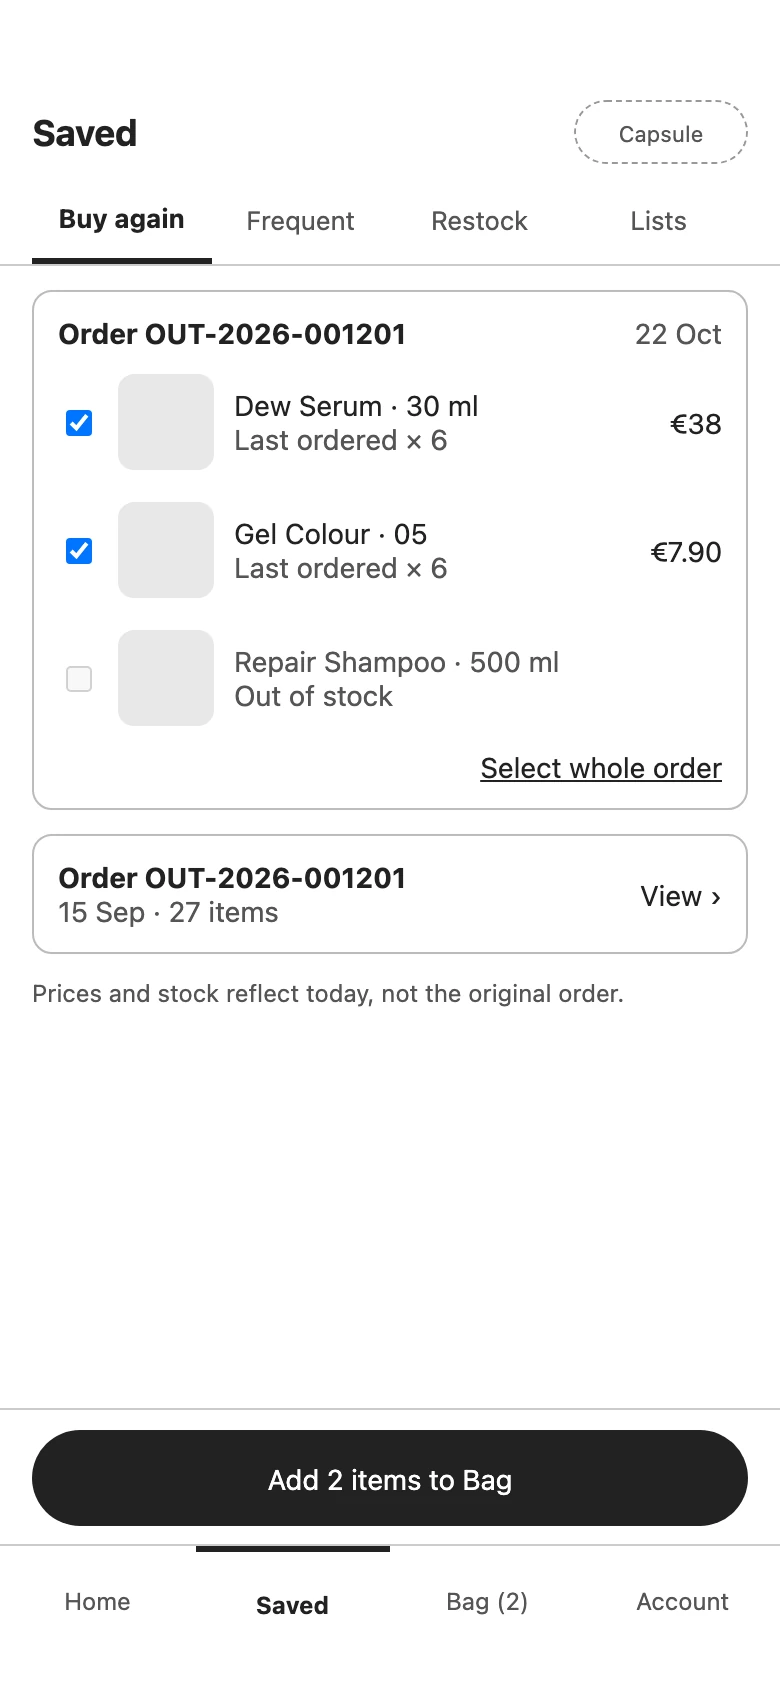 Saved
Capsule
Buy again
Frequent
Restock
Lists
Order OUT-2026-001201
22 Oct
Dew Serum · 30 ml
Last ordered × 6
€38
Gel Colour · 05
Last ordered × 6
€7.90
Repair Shampoo · 500 ml
Out of stock
Select whole order
Order OUT-2026-001201
15 Sep · 27 items
View ›
Prices and stock reflect today, not the original order.
Add 2 items to Bag
Home
Saved
Bag (2)
Account